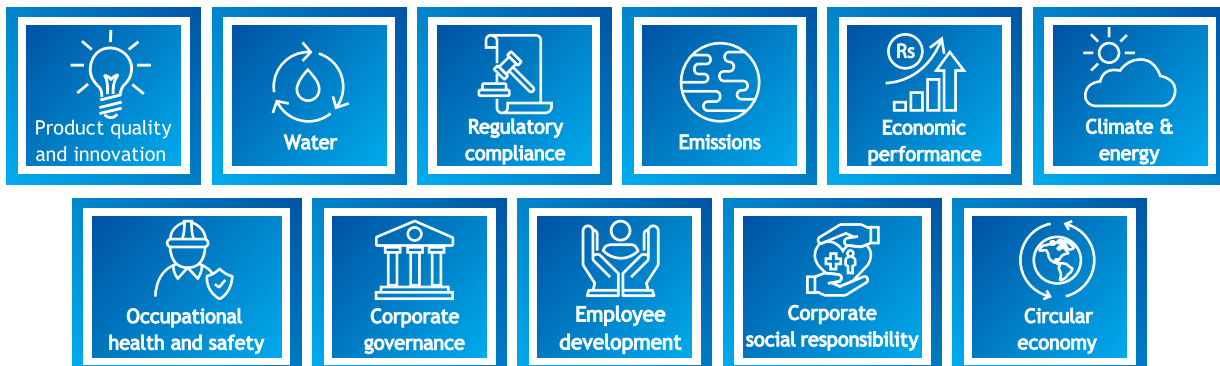 Product quality
and innovation
Water
Regulatory
compliance
Emissions
Rs
Economic
performance
Climate &
energy
Occupational
health and safety
Corporate
governance
Employee
development
Corporate
social responsibility
Circular
economy